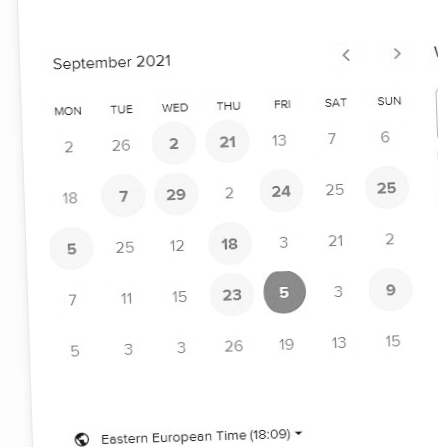 September 2021
MON TUE WED THU FRI SAT SUN
2 26 2 21 13 7 6
18 7 29 2 24 25 25
5 25 12 18 3 21 2
7 11 15 23 5 3 9
5 3 3 26 19 13 15
Eastern European Time (18:09)